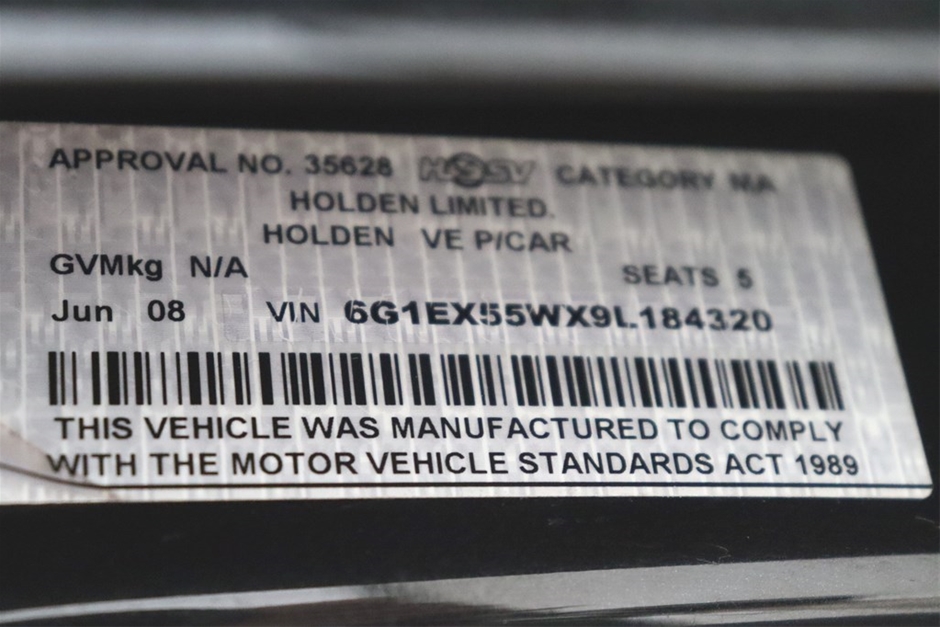 APPROVAL NO. 35628 HSV CATEGORY MA
HOLDEN LIMITED.
HOLDEN VE P/CAR
GVMkg N/A SEATS 5
Jun 08 VIN 6G1EX55WX9L184320
THIS VEHICLE WAS MANUFACTURED TO COMPLY
WITH THE MOTOR VEHICLE STANDARDS ACT 1989